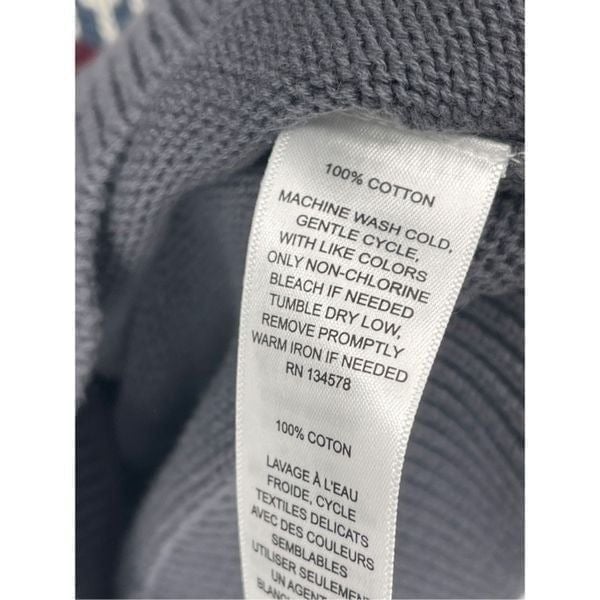 100% COTTON
MACHINE WASH COLD,
GENTLE CYCLE,
WITH LIKE COLORS
ONLY NON-CHLORINE
BLEACH IF NEEDED
TUMBLE DRY LOW,
REMOVE PROMPTLY
WARM IRON IF NEEDED
RN 134578
100% COTON
LAVAGE À L'EAU
FROIDE, CYCLE
TEXTILES DELICATS
AVEC DES COULEURS
SEMBLABLES
UTILISER SEULEMENT
UN AGENT